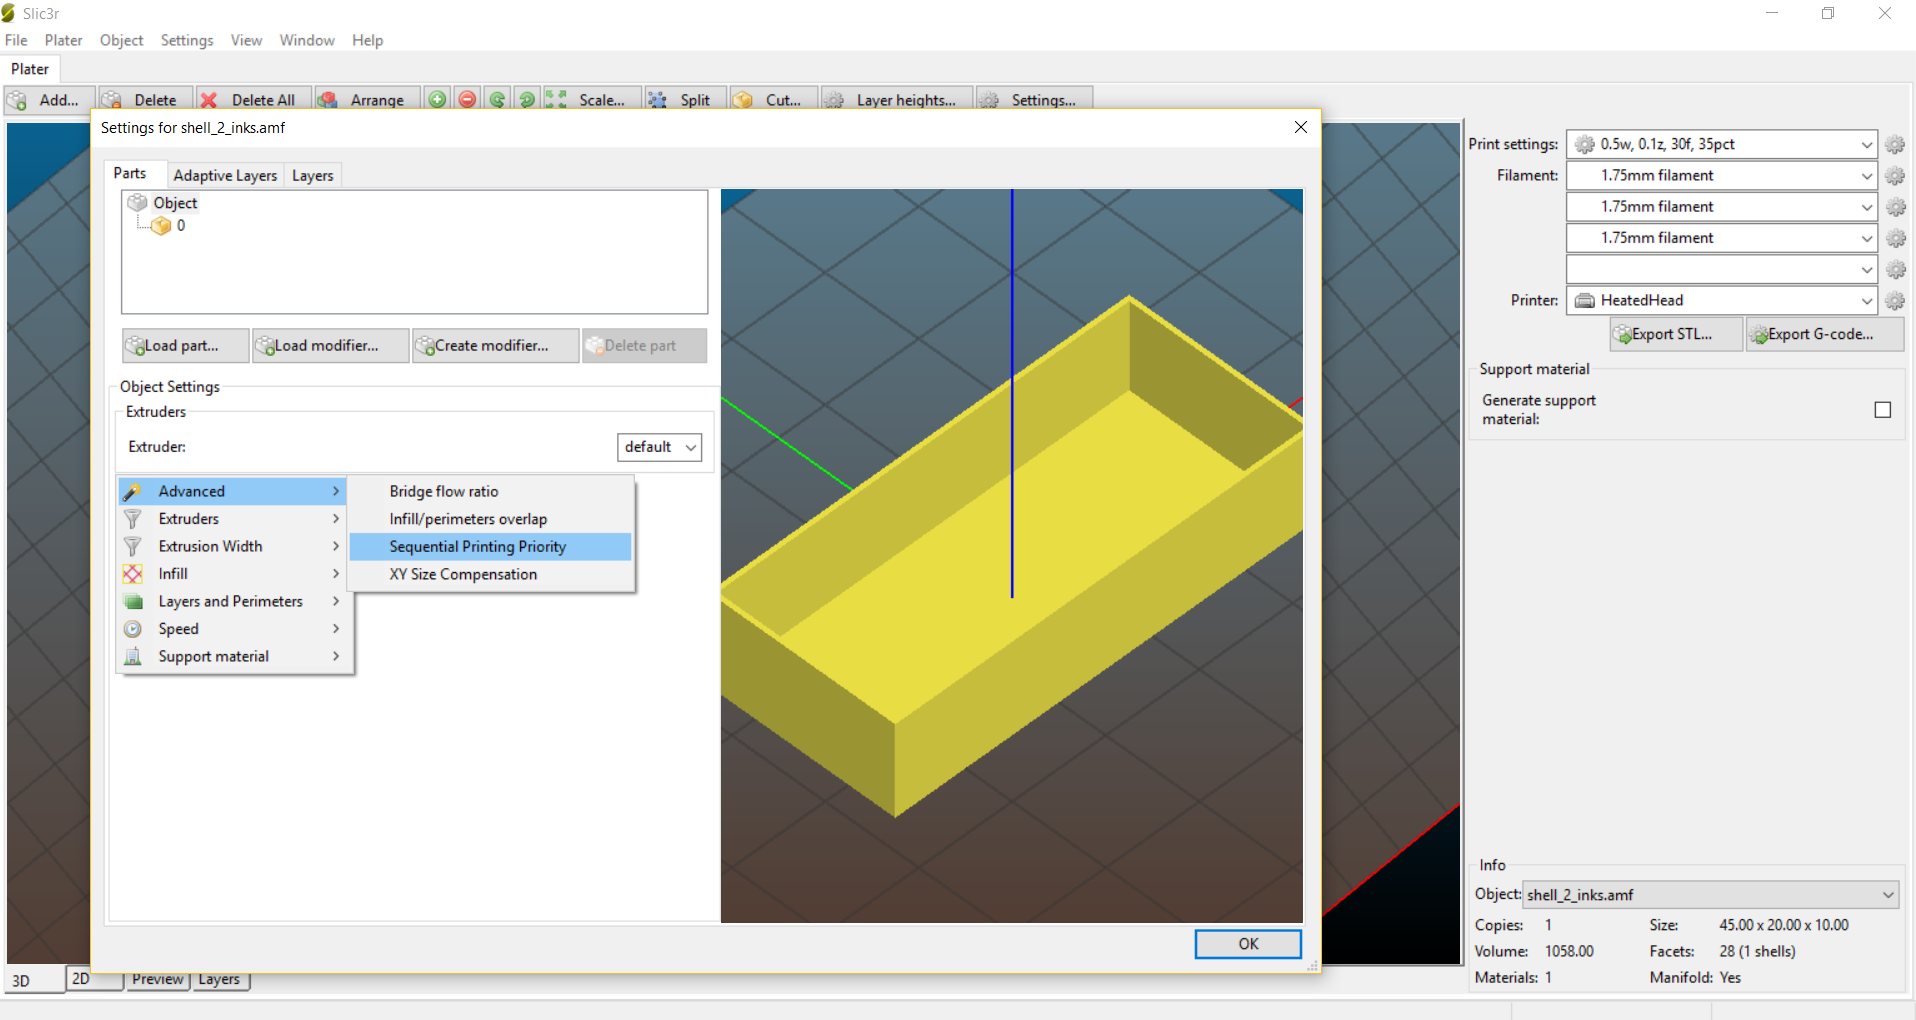 Slic3r
File Plater Object Settings View Window Help
Plater
Add... Delete Delete All Arrange Scale... Split Cut... Layer heights... Settings...
Settings for shell_2_inks.amf
Parts Adaptive Layers Layers
Object
0
Load part... Load modifier... Create modifier... Delete part
Object Settings
Extruders
Extruder: default
Advanced
Extruders
Extrusion Width
Infill
Layers and Perimeters
Speed
Support material
Bridge flow ratio
Infill/perimeters overlap
Sequential Printing Priority
XY Size Compensation
OK
Print settings: 0.5w, 0.1z, 30f, 35pct
Filament: 1.75mm filament
1.75mm filament
1.75mm filament
Printer: HeatedHead
Export STL... Export G-code...
Support material
Generate support
material:
Info
Object: shell_2_inks.amf
Copies: 1 Size: 45.00 x 20.00 x 10.00
Volume: 1058.00 Facets: 28 (1 shells)
Materials: 1 Manifold: Yes
3D 2D Preview Layers